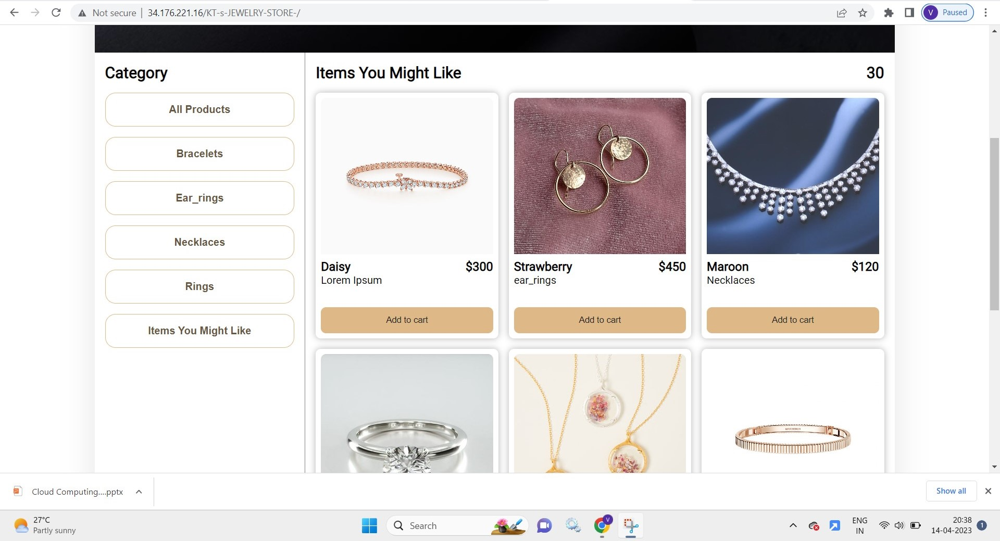 Not secure | 34.176.221.16/KT-s-JEWELRY-STORE-/
V Paused
Category
All Products
Bracelets
Ear_rings
Necklaces
Rings
Items You Might Like
Items You Might Like 30
Daisy $300
Lorem Ipsum
Add to cart
Strawberry $450
ear_rings
Add to cart
Maroon $120
Necklaces
Add to cart
BOUCHERON
Cloud Computing....pptx
Show all
27°C
Partly sunny
Search
V
ENG
IN
20:38
14-04-2023
1